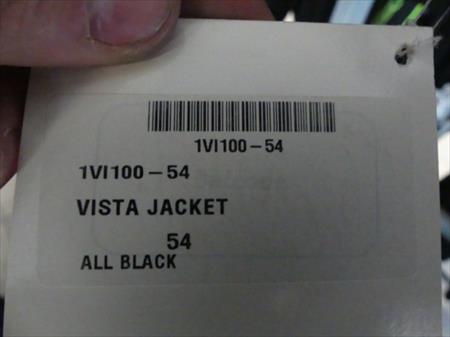 1VI100-54
1VI100-54
VISTA JACKET
54
ALL BLACK